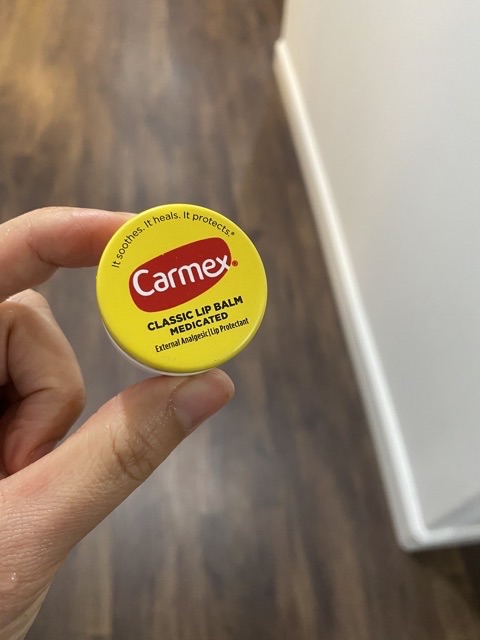 It soothes. It heals. It protects.*
Carmex®
CLASSIC LIP BALM
MEDICATED
External Analgesic|Lip Protectant